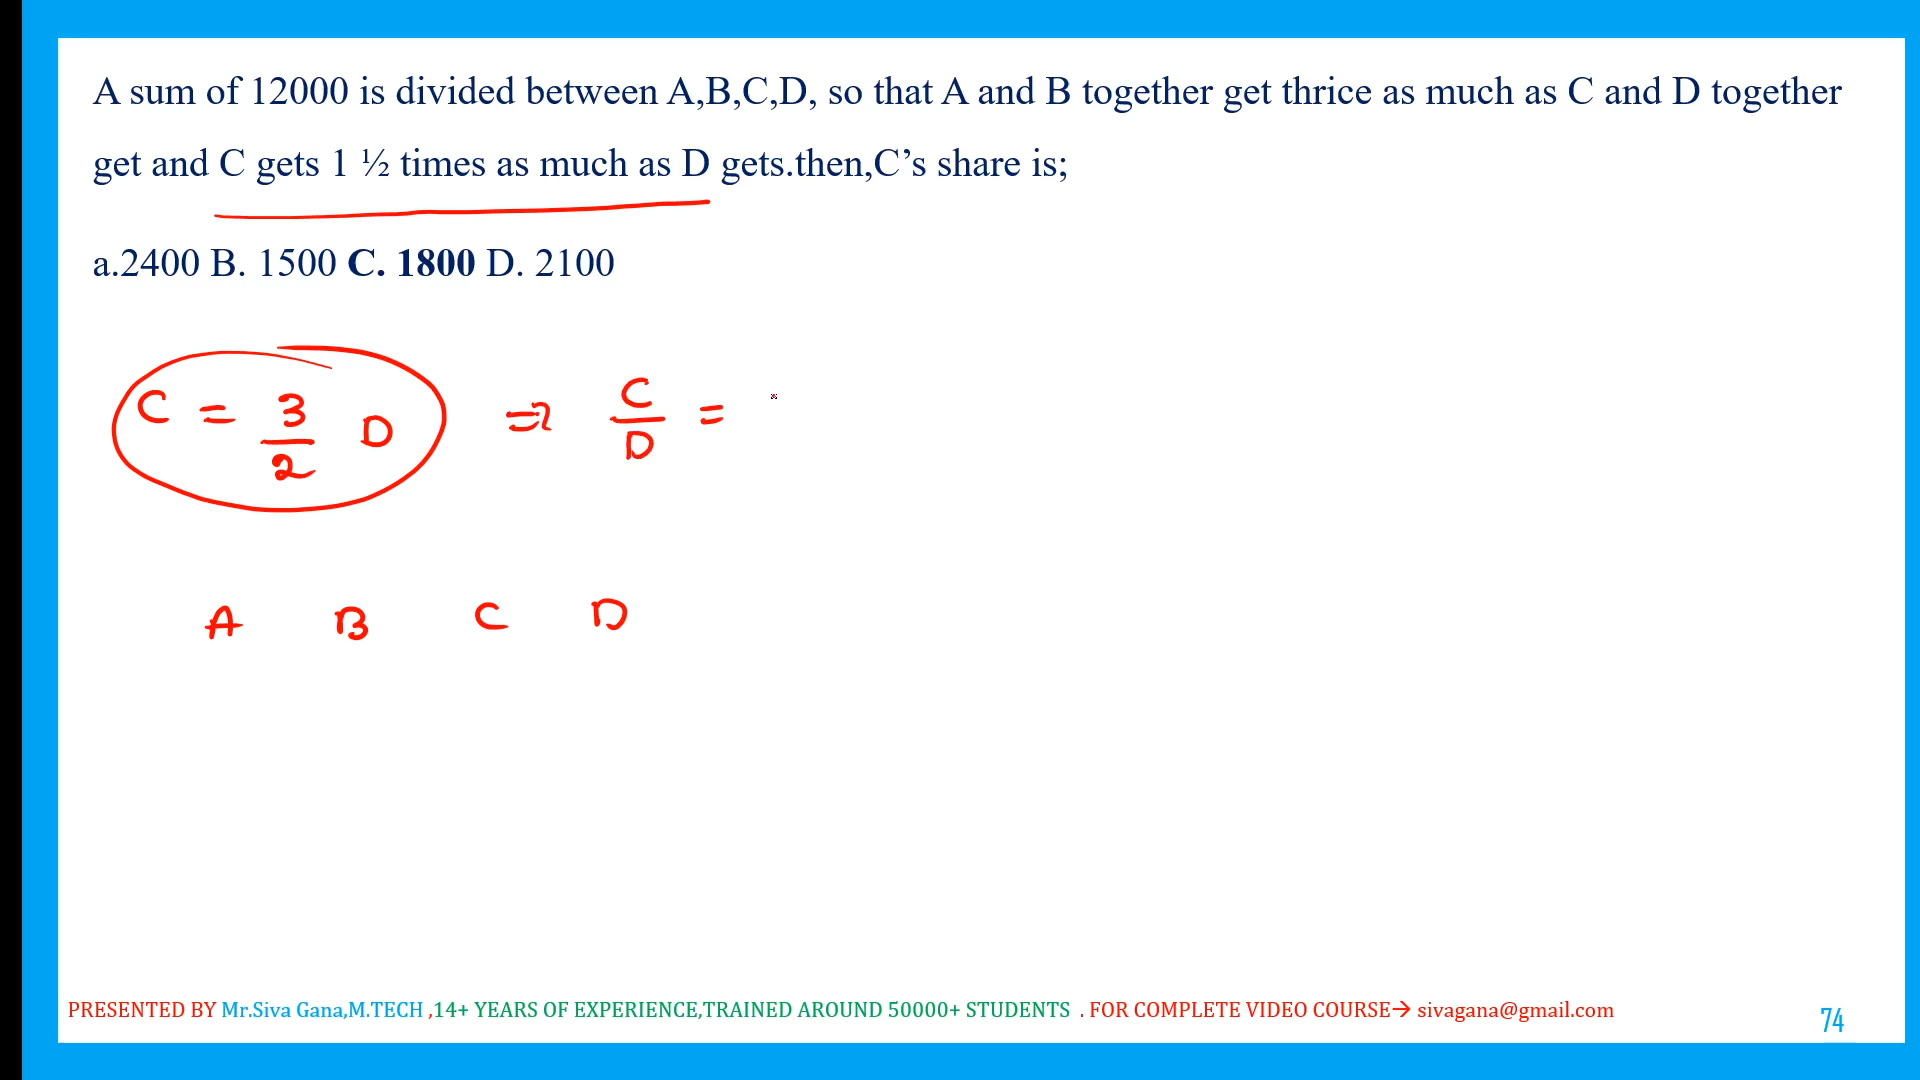 A sum of 12000 is divided between A,B,C,D, so that A and B together get thrice as much as C and D together
get and C gets 1 ½ times as much as D gets.then,C’s share is;
a.2400 B. 1500 C. 1800 D. 2100
C = 3/2 D ⇒ C/D =
A B C D
PRESENTED BY Mr.Siva Gana,M.TECH ,14+ YEARS OF EXPERIENCE,TRAINED AROUND 50000+ STUDENTS . FOR COMPLETE VIDEO COURSE→ sivagana@gmail.com
74